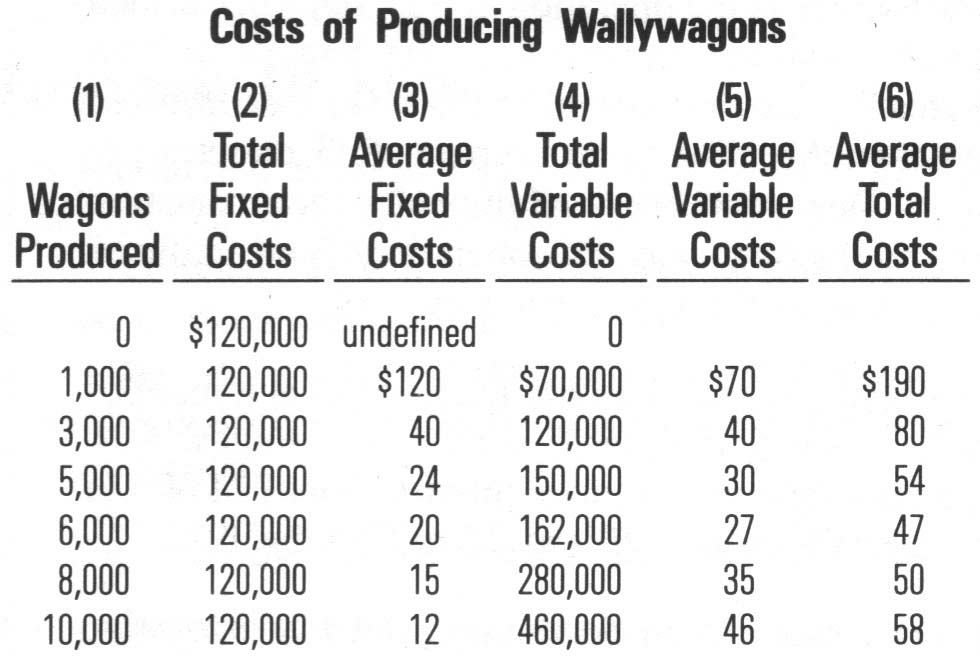 Costs of Producing Wallywagons
(1) (2) (3) (4) (5) (6)
Total Average Total Average Average
Wagons Fixed Fixed Variable Variable Total
Produced Costs Costs Costs Costs Costs
0 $120,000 undefined 0
1,000 120,000 $120 $70,000 $70 $190
3,000 120,000 40 120,000 40 80
5,000 120,000 24 150,000 30 54
6,000 120,000 20 162,000 27 47
8,000 120,000 15 280,000 35 50
10,000 120,000 12 460,000 46 58